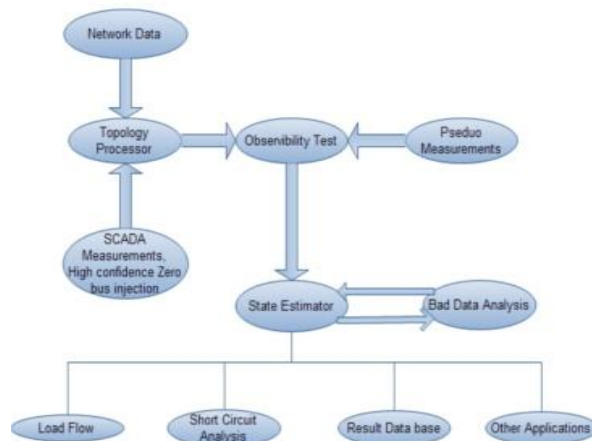 Network Data
Topology
Processor
Observibility Test
Pseduo
Measurements
SCADA
Measurements,
High confidence Zero
bus injection
State Estimator
Bad Data Analysis
Load Flow
Short Circuit
Analysis
Result Data base
Other Applications